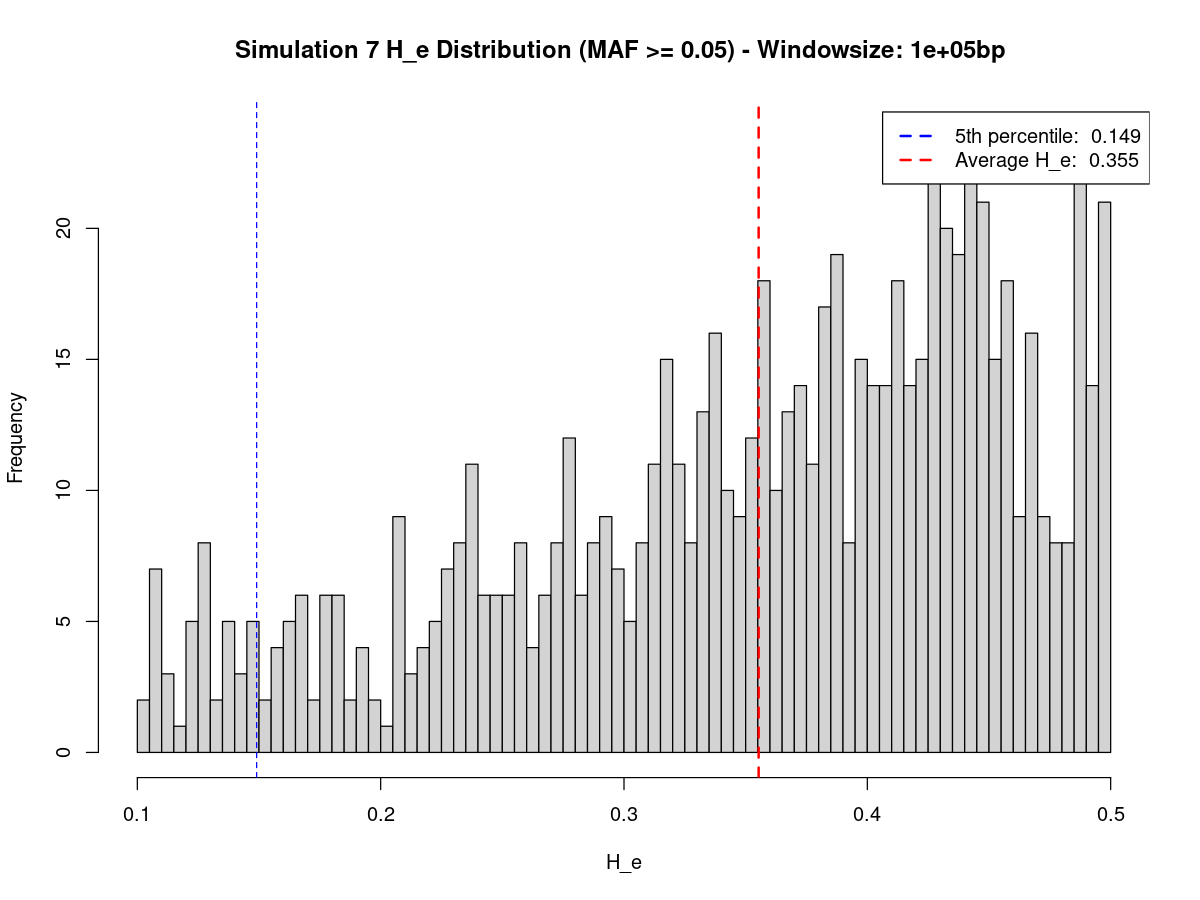 Simulation 7 H_e Distribution (MAF >= 0.05) - Windowsize: 1e+05bp
5th percentile:  0.149
Average H_e:  0.355
Frequency
20
15
10
5
0
0.1
0.2
0.3
0.4
0.5
H_e